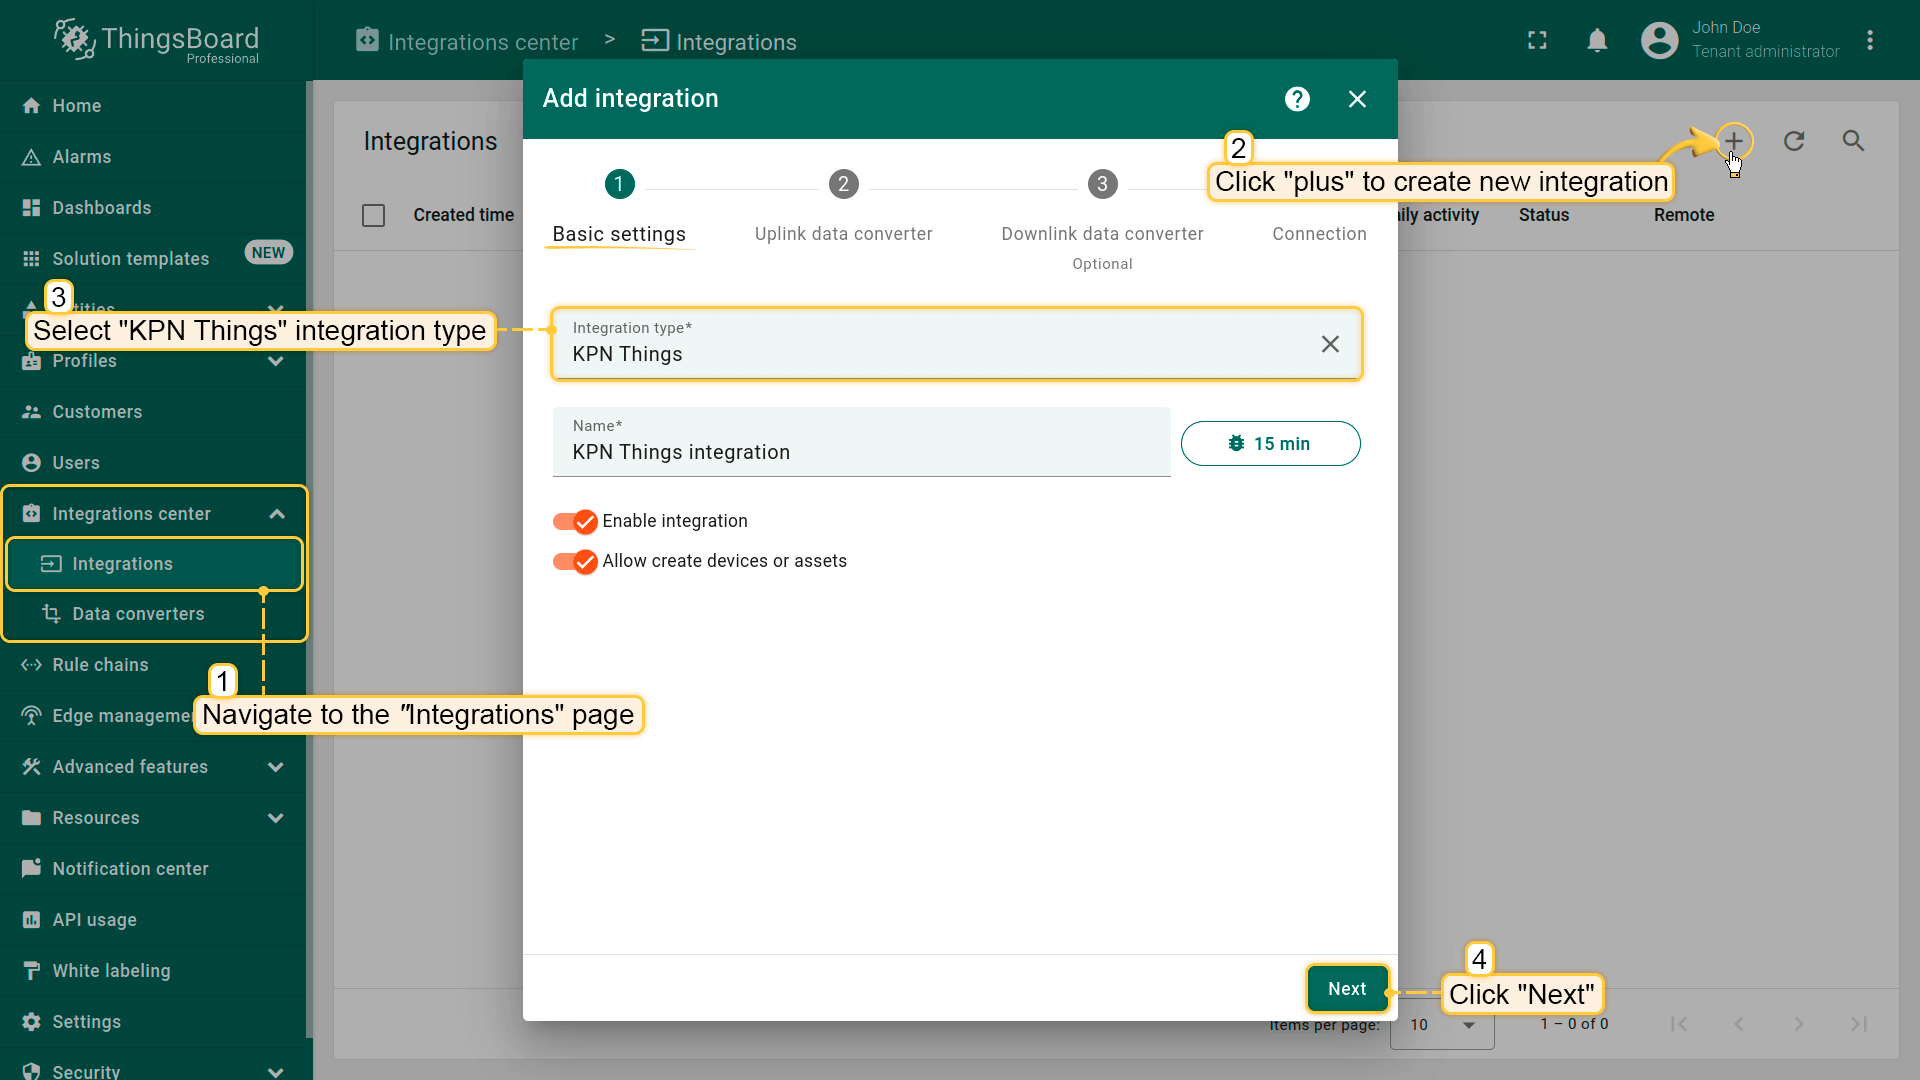 ThingsBoard
Professional
Integrations center > Integrations
John Doe
Tenant administrator
Home
Alarms
Dashboards
Solution templates NEW
3
Select "KPN Things" integration type
Profiles
Customers
Users
Integrations center
Integrations
Data converters
Rule chains
1
Navigate to the "Integrations" page
Edge
Advanced features
Resources
Notification center
API usage
White labeling
Settings
Security
Integrations
Created time
activity
Status
Remote
2
Click "plus" to create new integration
Add integration
1
2
3
Basic settings
Uplink data converter
Downlink data converter
Optional
Connection
Integration type*
KPN Things
Name*
KPN Things integration
15 min
Enable integration
Allow create devices or assets
Next
4
Click "Next"
Items per page:
10
1 – 0 of 0